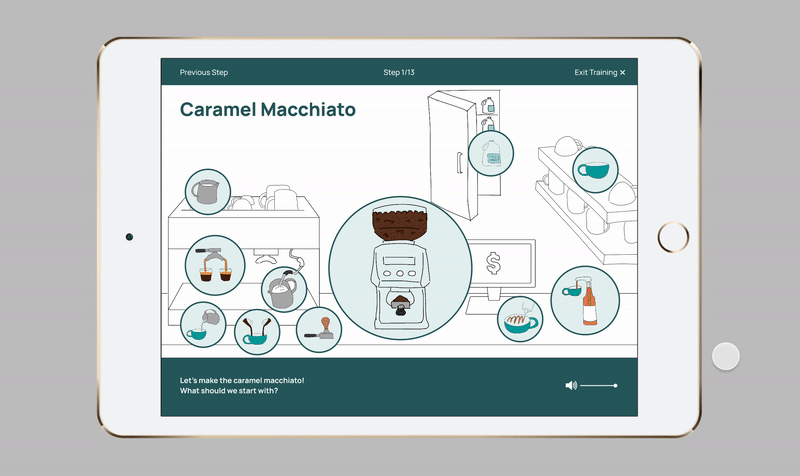 Previous Step
Step 1/13
Exit Training ×
Caramel Macchiato
$
Let's make the caramel macchiato!
What should we start with?